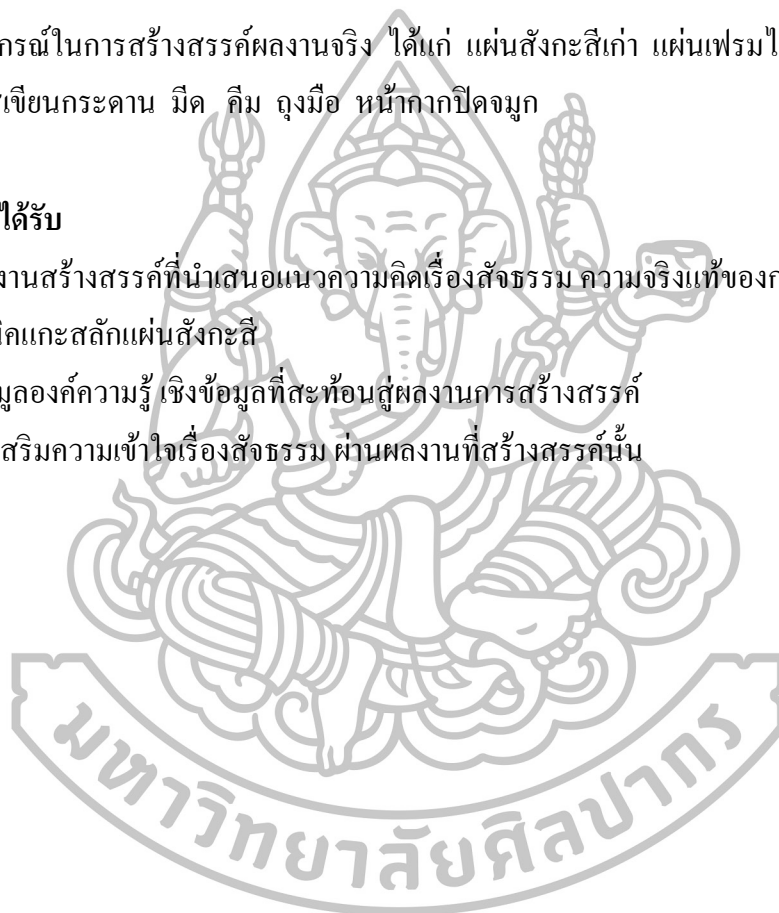 กรณ์ในการสร้างสรรค์ผลงานจริง ได้แก่ แผ่นสังกะสีเก่า แผ่นเฟรมไ
เขียนกระดาน มีด คีม ถุงมือ หน้ากากปิดจมูก
ได้รับ
งานสร้างสรรค์ที่นำเสนอแนวความคิดเรื่องสัจธรรม ความจริงแท้ของ
นิคแกะสลักแผ่นสังกะสี
มูลองค์ความรู้ เชิงข้อมูลที่สะท้อนสู่ผลงานการสร้างสรรค์
เสริมความเข้าใจเรื่องสัจธรรม ผ่านผลงานที่สร้างสรรค์นั้น
มหาวิทยาลัยศิลปากร